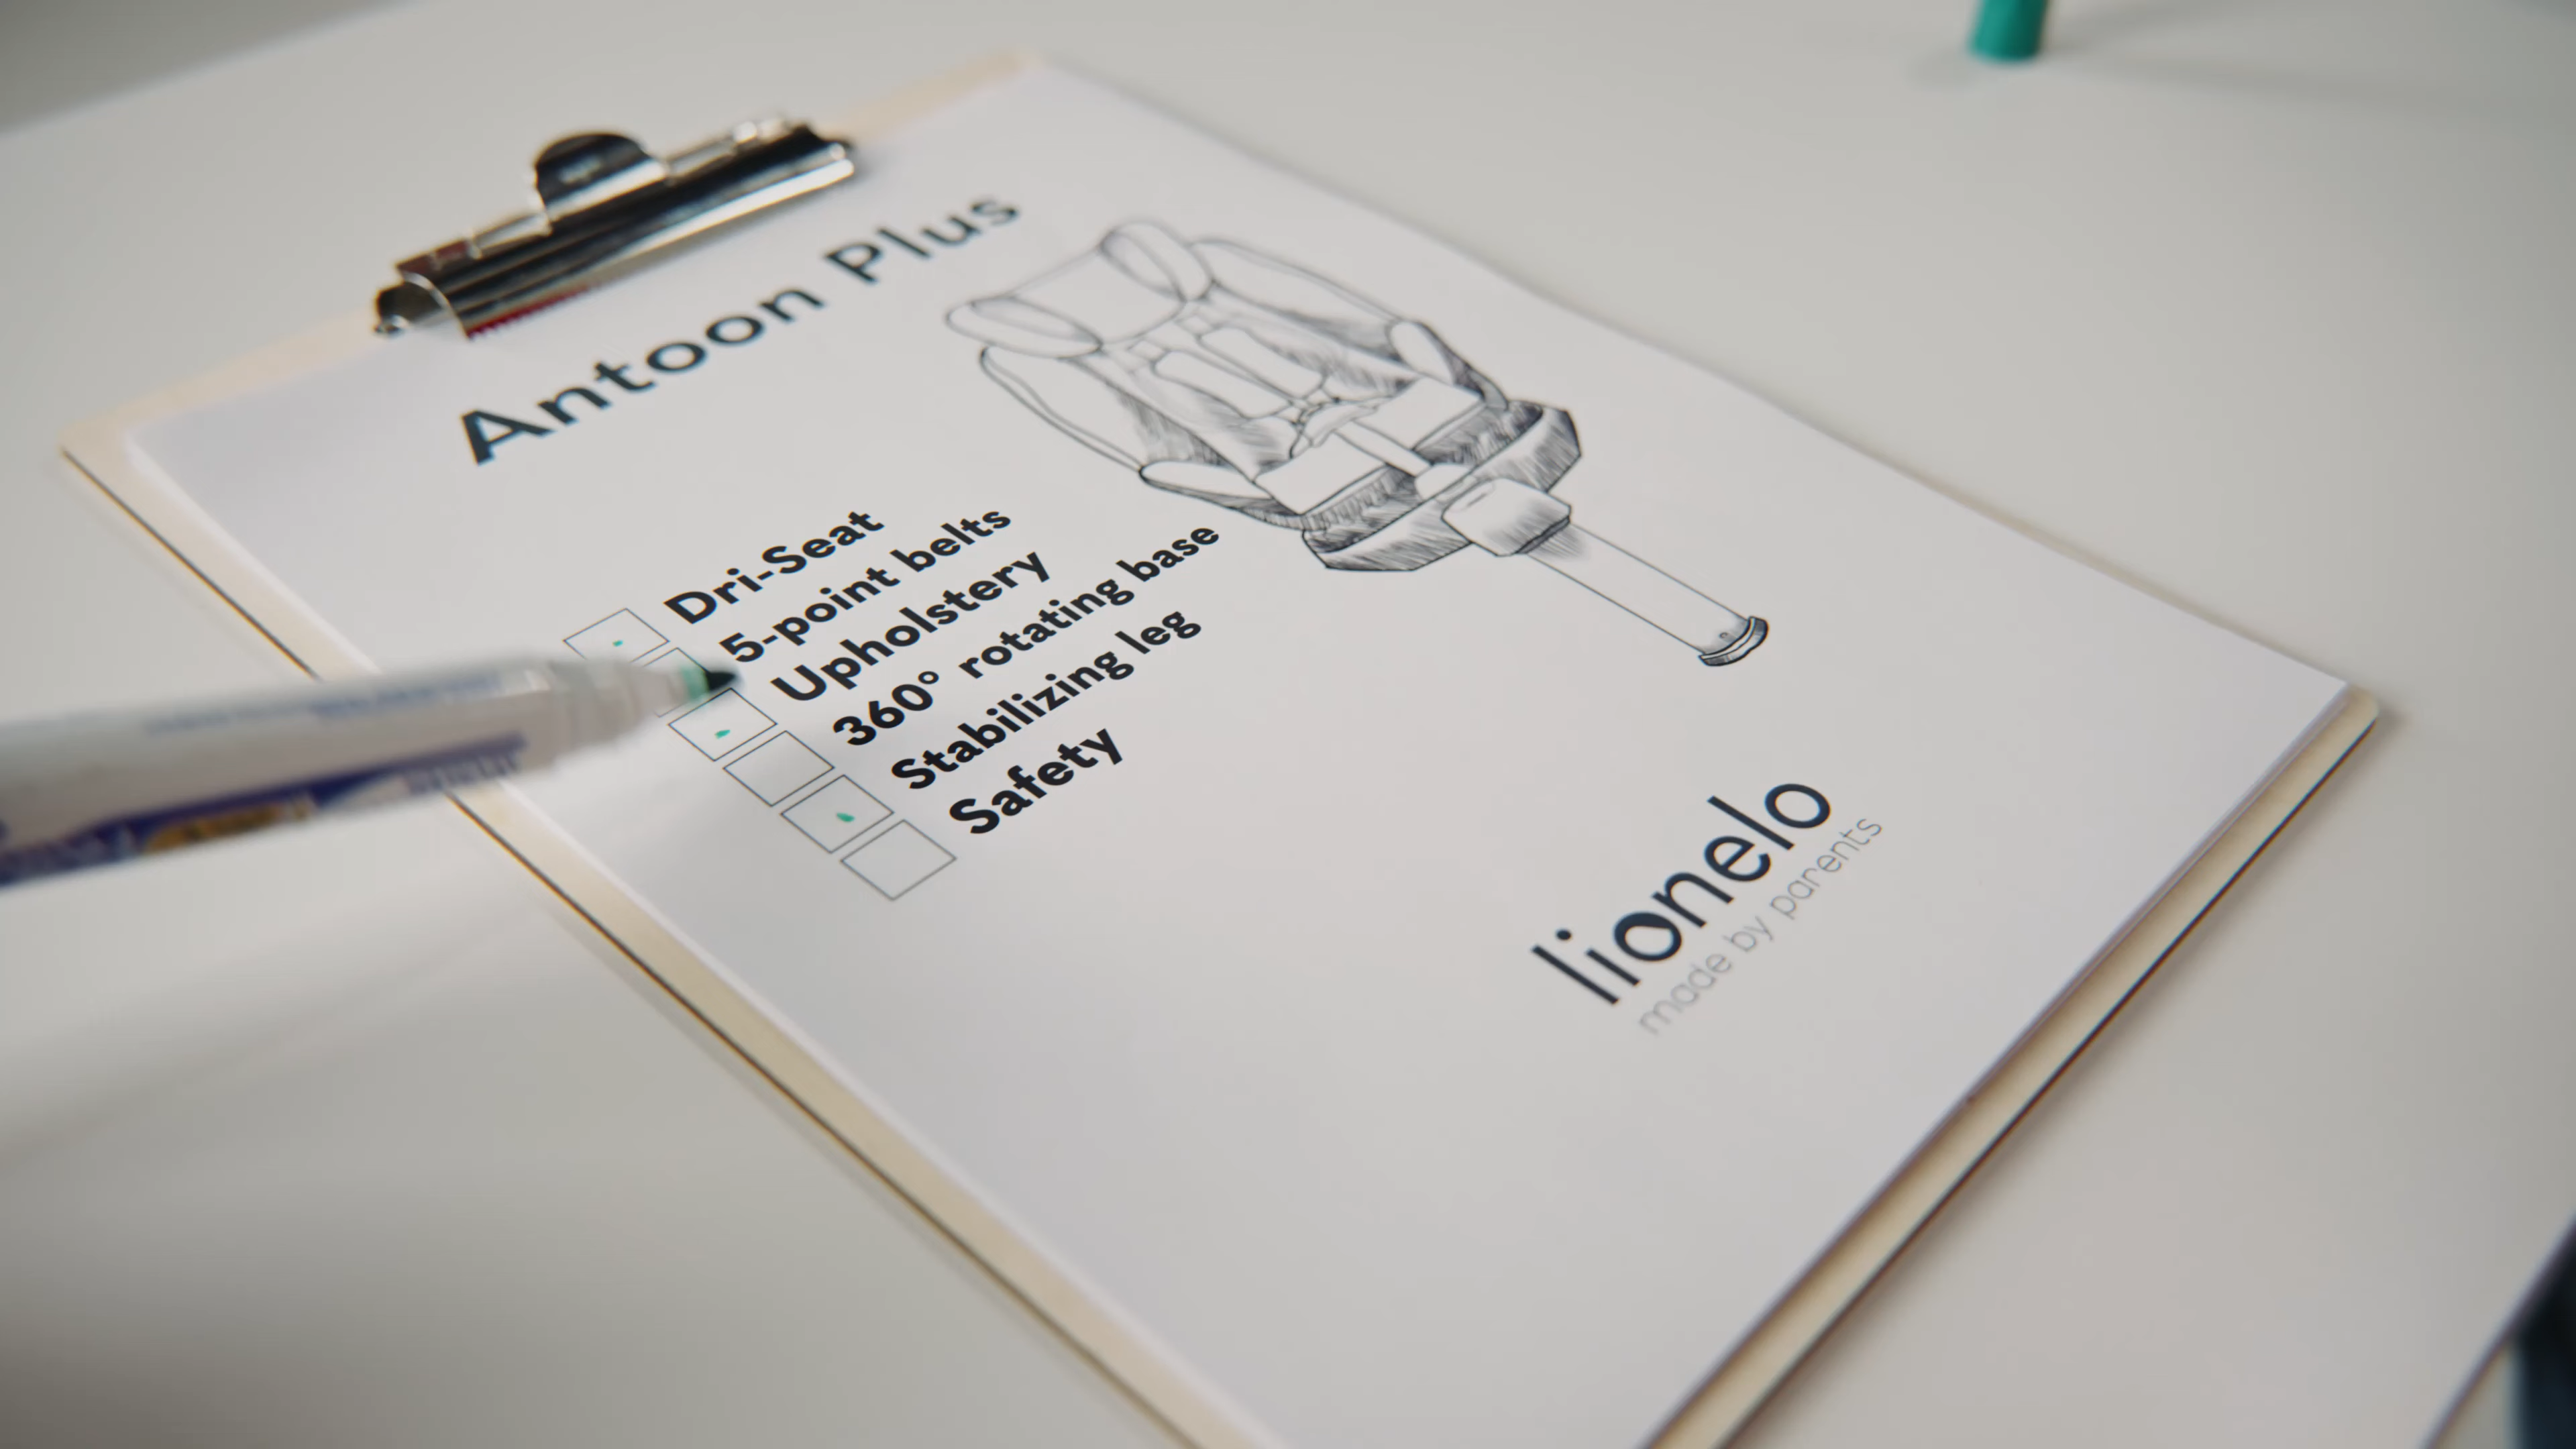 Antoon Plus
Dri-Seat
5-point belts
Upholstery
360° rotating base
Stabilizing leg
Safety
lionelo
made by parents